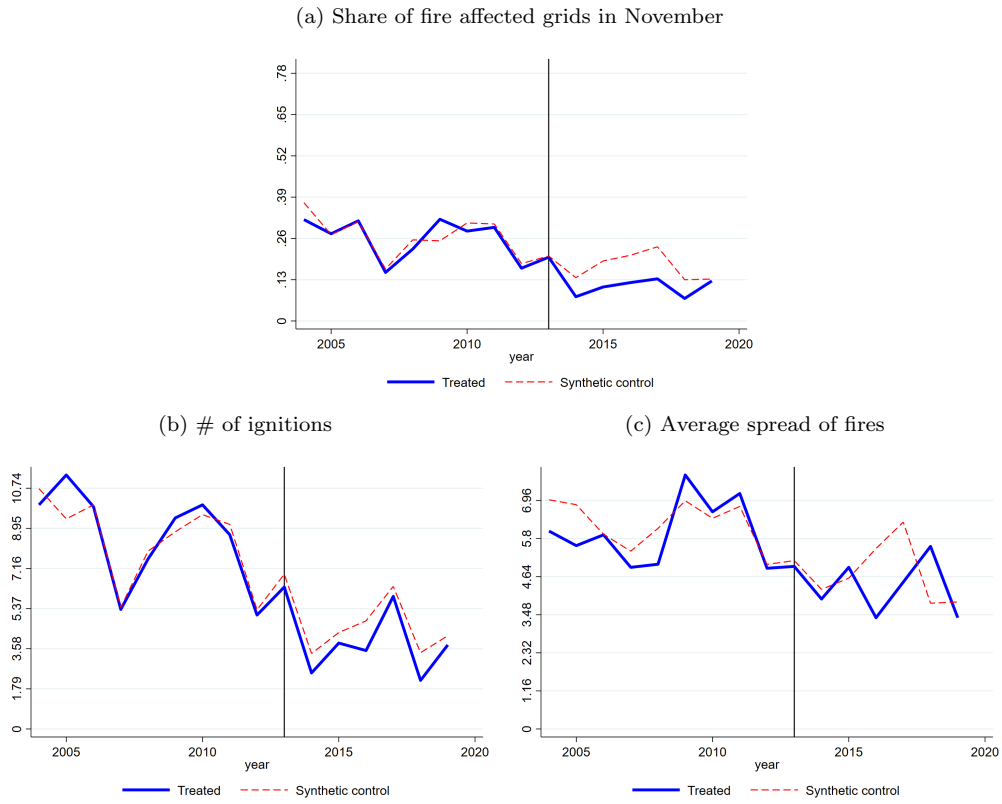 (a) Share of fire affected grids in November
.78
.65
.52
.39
.26
.13
0
2005 2010 2015 2020
year
Treated Synthetic control
(b) # of ignitions
10.74
8.95
7.16
5.37
3.58
1.79
0
2005 2010 2015 2020
year
Treated Synthetic control
(c) Average spread of fires
6.96
5.8
4.64
3.48
2.32
1.16
0
2005 2010 2015 2020
year
Treated Synthetic control